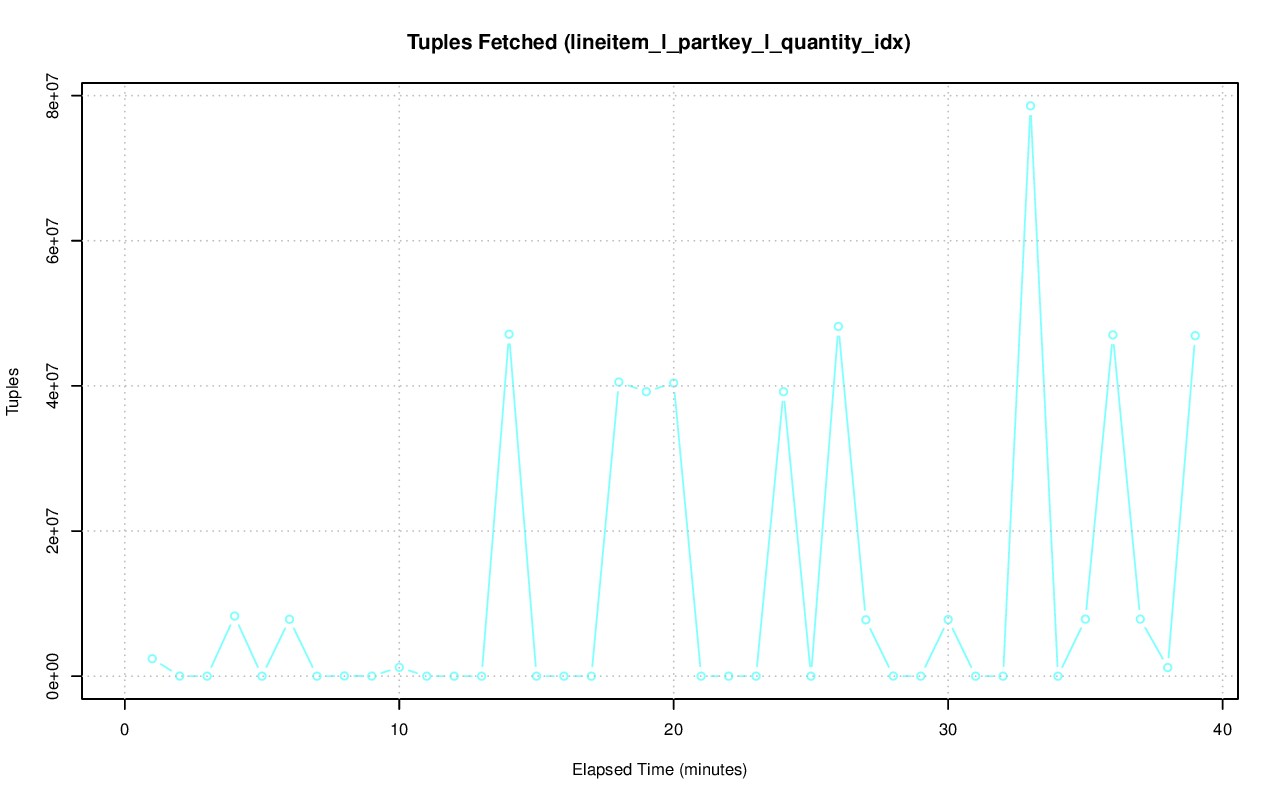 Tuples Fetched (lineitem_l_partkey_l_quantity_idx)
8e+07
6e+07
4e+07
2e+07
0e+00
Tuples
0 10 20 30 40
Elapsed Time (minutes)